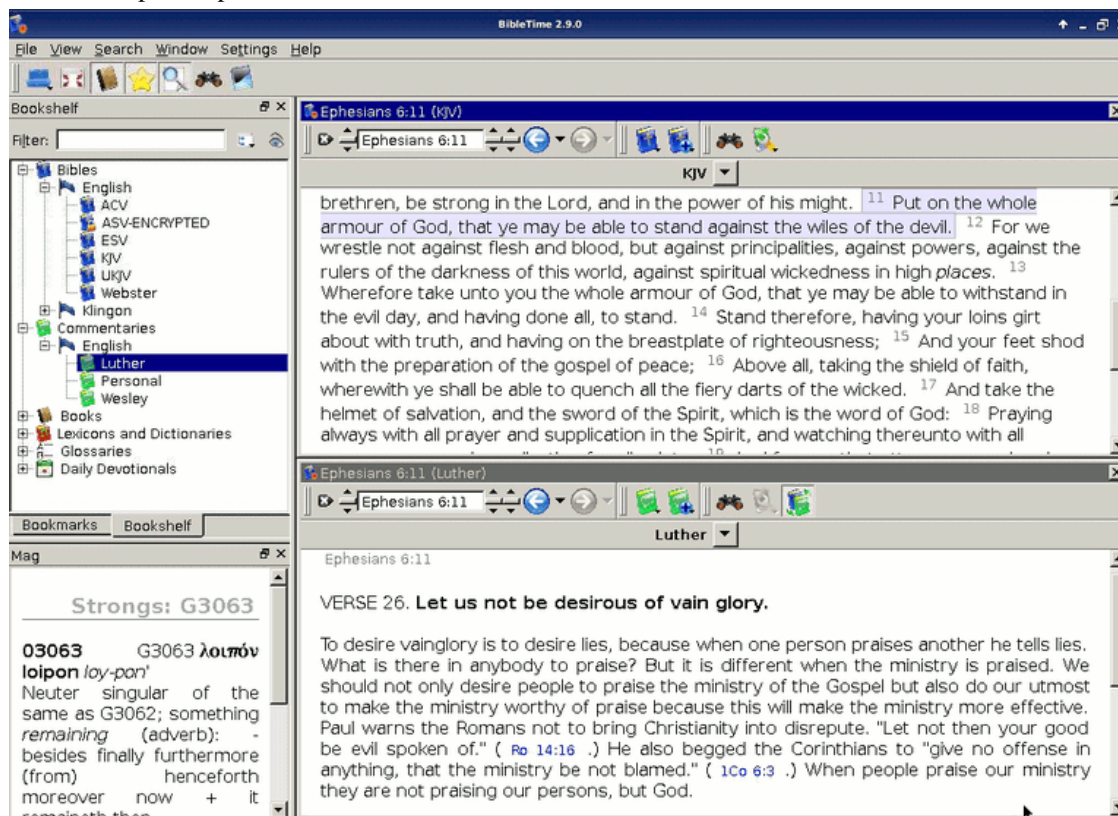 BibleTime 2.9.0
File View Search Window Settings Help
Bookshelf
Filter:
Bibles
English
ACV
ASV-ENCRYPTED
ESV
KJV
UKJV
Webster
Klingon
Commentaries
English
Luther
Personal
Wesley
Books
Lexicons and Dictionaries
Glossaries
Daily Devotionals
Bookmarks Bookshelf
Mag
Strongs: G3063
03063 G3063 λοιπόν
loipon loy-pon'
Neuter singular of the
same as G3062; something
remaining (adverb): -
besides finally furthermore
(from) henceforth
moreover now + it
remaineth then
Ephesians 6:11 (KJV)
Ephesians 6:11
KJV
brethren, be strong in the Lord, and in the power of his might. 11 Put on the whole
armour of God, that ye may be able to stand against the wiles of the devil. 12 For we
wrestle not against flesh and blood, but against principalities, against powers, against the
rulers of the darkness of this world, against spiritual wickedness in high places. 13
Wherefore take unto you the whole armour of God, that ye may be able to withstand in
the evil day, and having done all, to stand. 14 Stand therefore, having your loins girt
about with truth, and having on the breastplate of righteousness; 15 And your feet shod
with the preparation of the gospel of peace; 16 Above all, taking the shield of faith,
wherewith ye shall be able to quench all the fiery darts of the wicked. 17 And take the
helmet of salvation, and the sword of the Spirit, which is the word of God: 18 Praying
always with all prayer and supplication in the Spirit, and watching thereunto with all
Ephesians 6:11 (Luther)
Ephesians 6:11
Luther
Ephesians 6:11
VERSE 26. Let us not be desirous of vain glory.
To desire vainglory is to desire lies, because when one person praises another he tells lies.
What is there in anybody to praise? But it is different when the ministry is praised. We
should not only desire people to praise the ministry of the Gospel but also do our utmost
to make the ministry worthy of praise because this will make the ministry more effective.
Paul warns the Romans not to bring Christianity into disrepute. "Let not then your good
be evil spoken of." ( Ro 14:16 .) He also begged the Corinthians to "give no offense in
anything, that the ministry be not blamed." ( 1Co 6:3 .) When people praise our ministry
they are not praising our persons, but God.